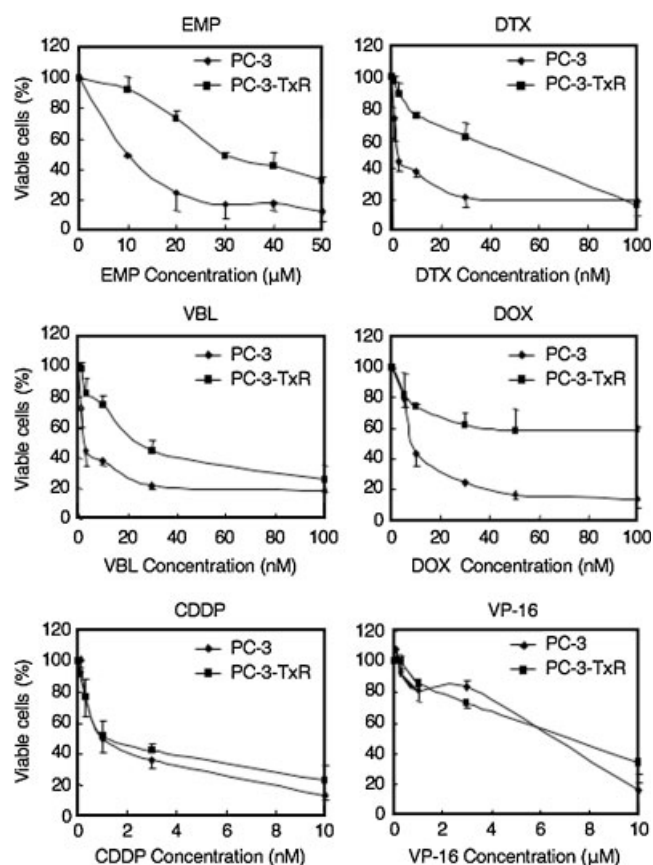 EMP
120
100
80
60
40
20
0
Viable cells (%)
PC-3
PC-3-TxR
0 10 20 30 40 50
EMP Concentration (μM)
DTX
120
100
80
60
40
20
0
PC-3
PC-3-TxR
0 20 40 60 80 100
DTX Concentration (nM)
VBL
120
100
80
60
40
20
0
Viable cells (%)
PC-3
PC-3-TxR
0 20 40 60 80 100
VBL Concentration (nM)
DOX
120
100
80
60
40
20
0
PC-3
PC-3-TxR
0 20 40 60 80 100
DOX Concentration (nM)
CDDP
120
100
80
60
40
20
0
Viable cells (%)
PC-3
PC-3-TxR
0 2 4 6 8 10
CDDP Concentration (nM)
VP-16
120
100
80
60
40
20
0
PC-3
PC-3-TxR
0 2 4 6 8 10
VP-16 Concentration (μM)